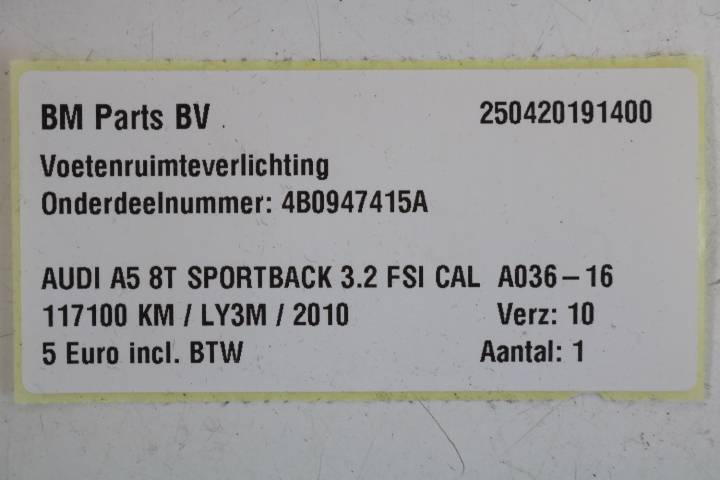 BM Parts BV 250420191400
Voetenruimteverlichting
Onderdeelnummer: 4B0947415A
AUDI A5 8T SPORTBACK 3.2 FSI CAL A036-16
117100 KM / LY3M / 2010 Verz: 10
5 Euro incl. BTW Aantal: 1